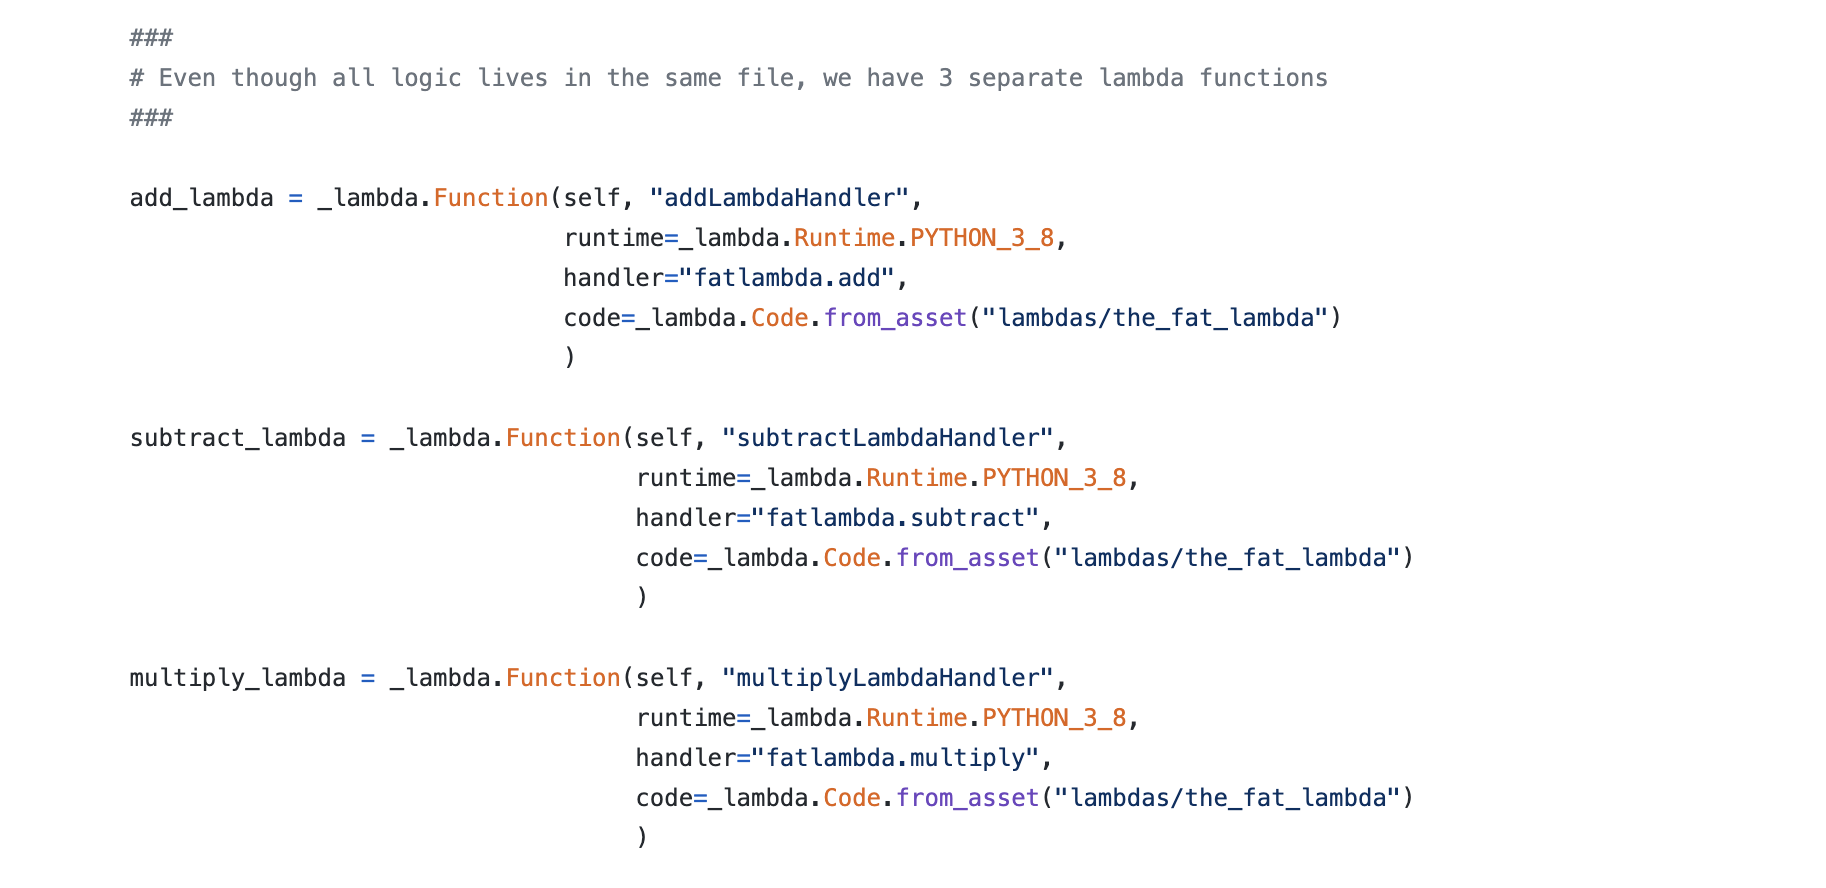 ###
# Even though all logic lives in the same file, we have 3 separate lambda functions
###
add_lambda = _lambda.Function(self, "addLambdaHandler",
runtime=_lambda.Runtime.PYTHON_3_8,
handler="fatlambda.add",
code=_lambda.Code.from_asset("lambdas/the_fat_lambda")
)
subtract_lambda = _lambda.Function(self, "subtractLambdaHandler",
runtime=_lambda.Runtime.PYTHON_3_8,
handler="fatlambda.subtract",
code=_lambda.Code.from_asset("lambdas/the_fat_lambda")
)
multiply_lambda = _lambda.Function(self, "multiplyLambdaHandler",
runtime=_lambda.Runtime.PYTHON_3_8,
handler="fatlambda.multiply",
code=_lambda.Code.from_asset("lambdas/the_fat_lambda")
)